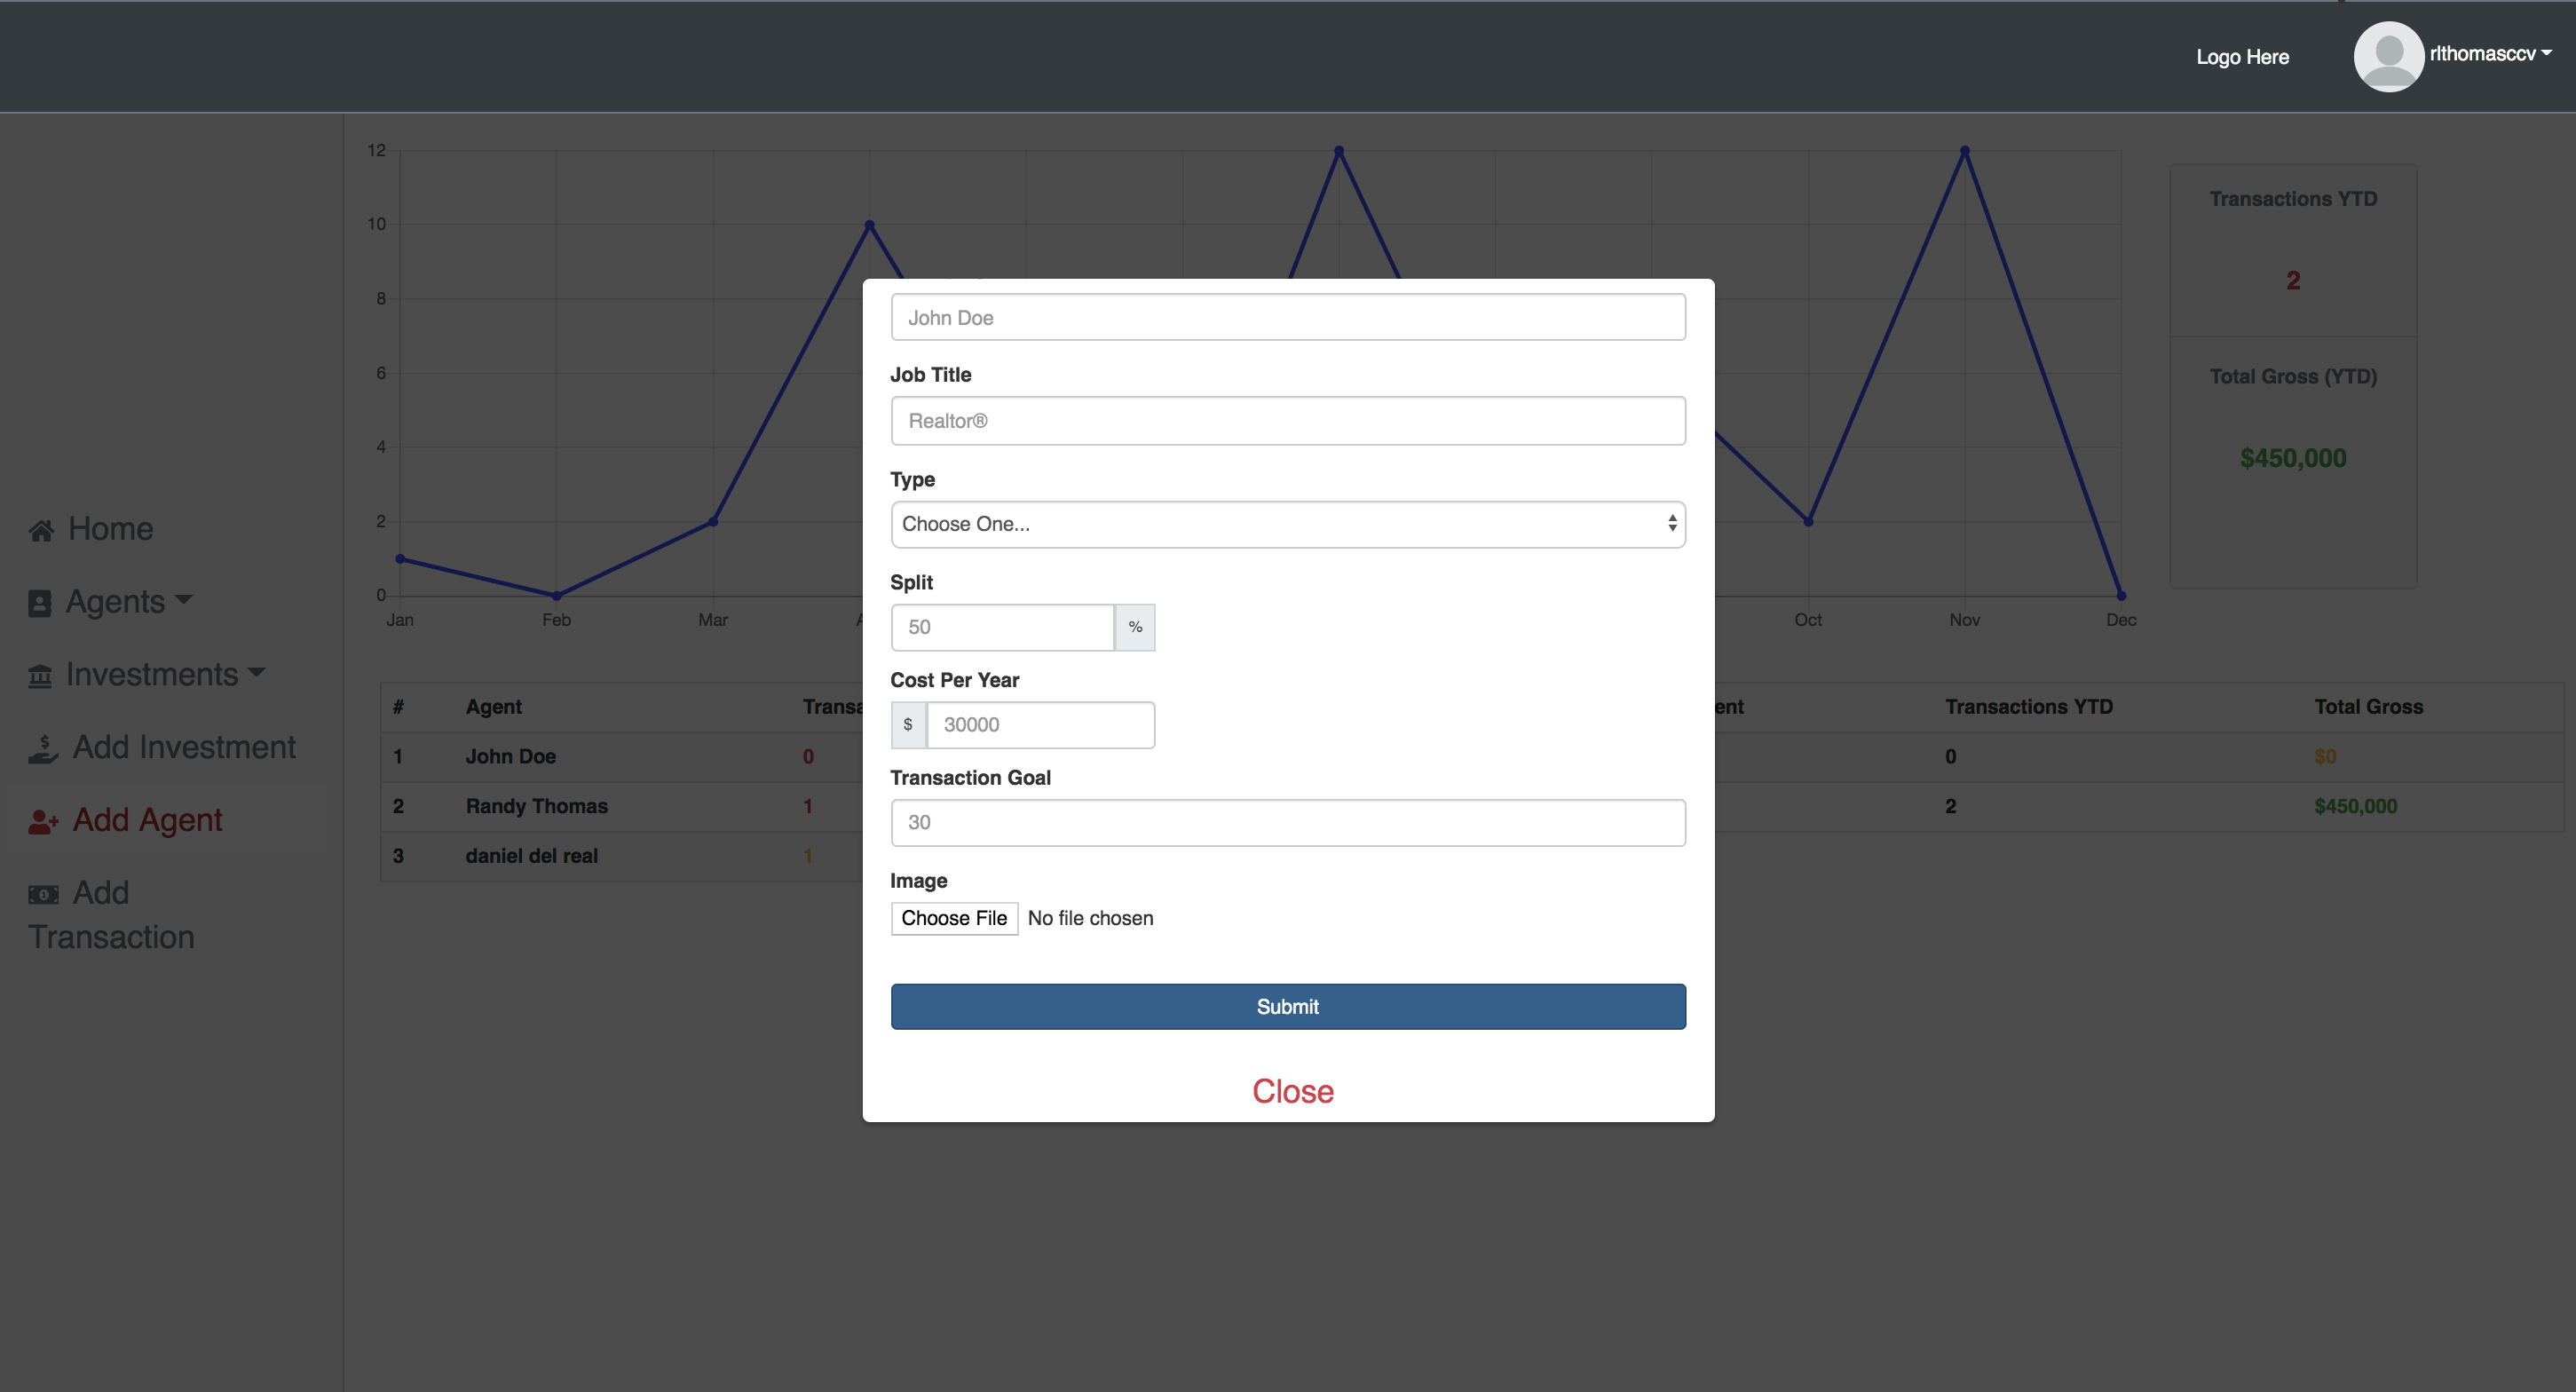 Logo Here
rlthomasccv
Home
Agents
Investments
Add Investment
Add Agent
Add
Transaction
12
10
8
6
4
2
0
Jan
Feb
Mar
Oct
Nov
Dec
Transactions YTD
2
Total Gross (YTD)
$450,000
John Doe
Job Title
Realtor®
Type
Choose One...
Split
50 %
Cost Per Year
$ 30000
Transaction Goal
30
Image
Choose File No file chosen
Submit
Close
# Agent
1 John Doe 0
2 Randy Thomas 1
3 daniel del real 1
Transactions YTD Total Gross
0 $0
2 $450,000